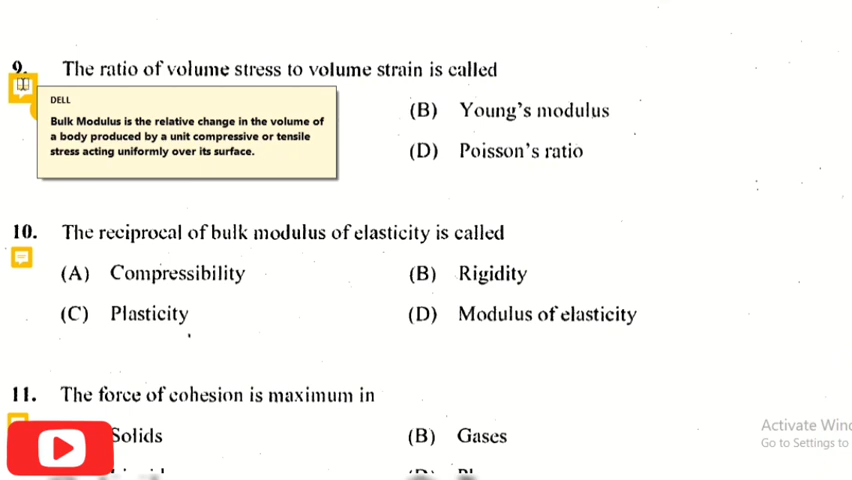 9. The ratio of volume stress to volume strain is called
DELL
Bulk Modulus is the relative change in the volume of
a body produced by a unit compressive or tensile
stress acting uniformly over its surface.
(B) Young's modulus
(D) Poisson's ratio
10. The reciprocal of bulk modulus of elasticity is called
(A) Compressibility (B) Rigidity
(C) Plasticity (D) Modulus of elasticity
11. The force of cohesion is maximum in
Solids (B) Gases
Activate Wind
Go to Settings to